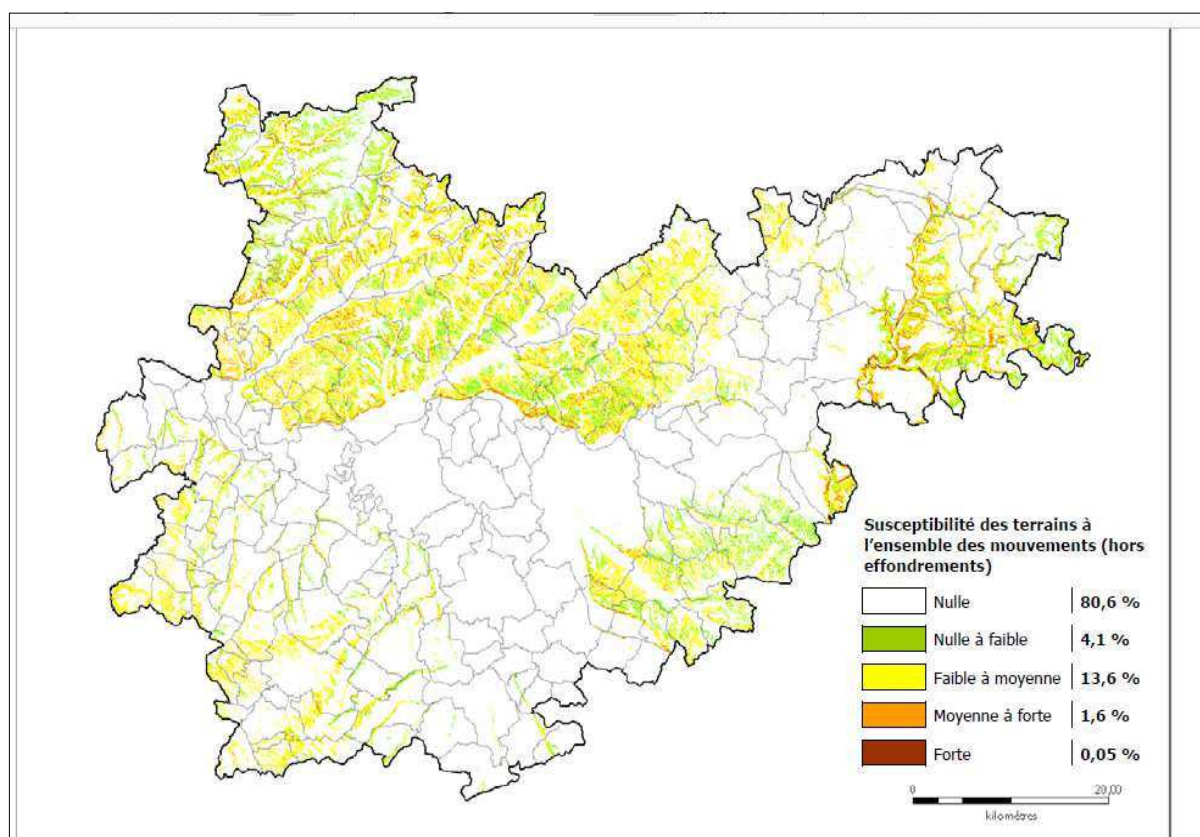 Susceptibilité des terrains à
l'ensemble des mouvements (hors
effondrements)
Nulle 80,6 %
Nulle à faible 4,1 %
Faible à moyenne 13,6 %
Moyenne à forte 1,6 %
Forte 0,05 %
0 20,00
kilomètres